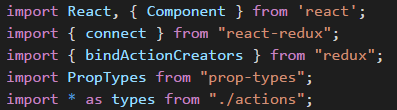 import React, { Component } from 'react';
import { connect } from "react-redux";
import { bindActionCreators } from "redux";
import PropTypes from "prop-types";
import * as types from "./actions";